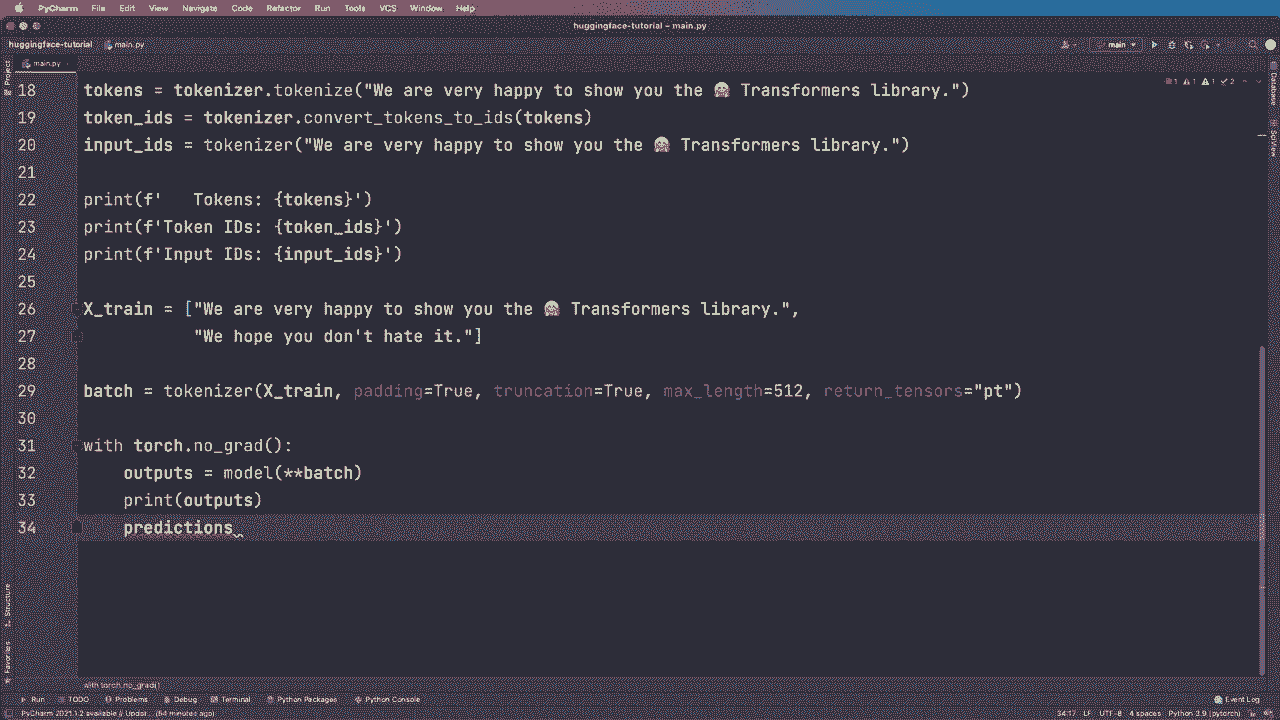 PyCharm File Edit View Navigate Code Refactor Run Tools VCS Window Help
huggingface-tutorial – main.py
huggingface-tutorial main.py main
main.py
Project
Database
SciView
1 1 1 2
18 tokens = tokenizer.tokenize("We are very happy to show you the 🤗 Transformers library.")
19 token_ids = tokenizer.convert_tokens_to_ids(tokens)
20 input_ids = tokenizer("We are very happy to show you the 🤗 Transformers library.")
21
22 print(f'   Tokens: {tokens}')
23 print(f'Token IDs: {token_ids}')
24 print(f'Input IDs: {input_ids}')
25
26 X_train = ["We are very happy to show you the 🤗 Transformers library.",
27            "We hope you don't hate it."]
28
29 batch = tokenizer(X_train, padding=True, truncation=True, max_length=512, return_tensors="pt")
30
31 with torch.no_grad():
32     outputs = model(**batch)
33     print(outputs)
34     predictions
Structure
Favorites
with torch.no_grad()
Run TODO Problems Debug Terminal Python Packages Python Console Event Log
PyCharm 2021.1.2 available // Updat... (54 minutes ago) 34:17 LF UTF-8 4 spaces Python 3.9 (pytorch)